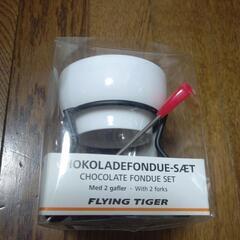 CHOKOLADEFONDUE-SÆT
CHOCOLATE FONDUE SET
Med 2 gafler - With 2 forks
FLYING TIGER